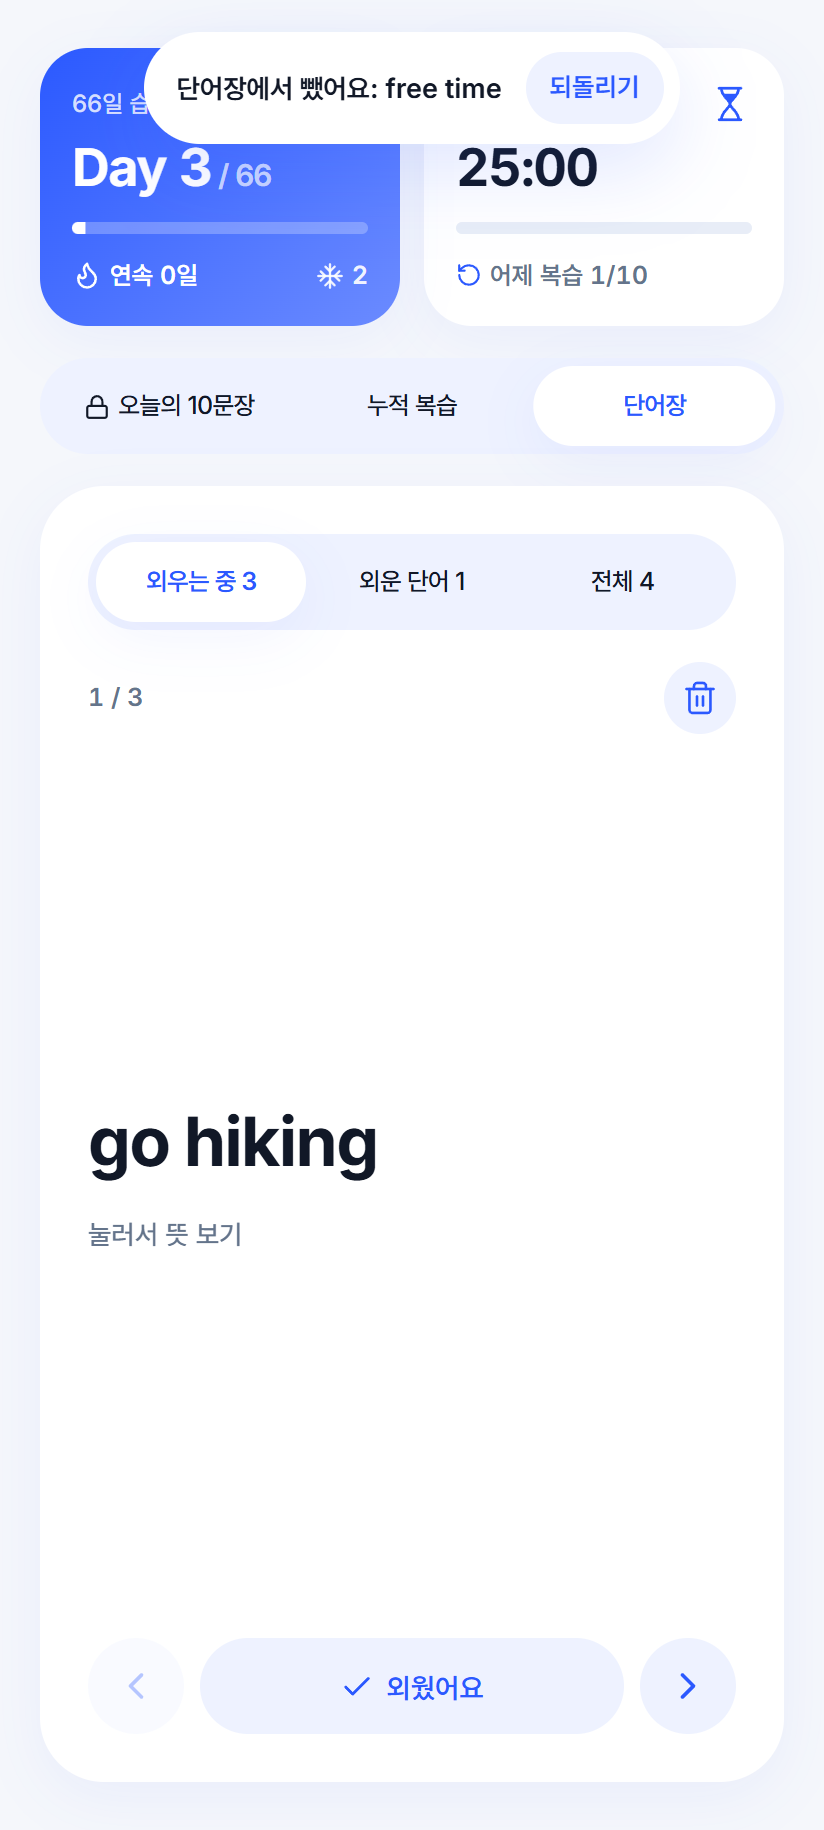 단어장에서 뺐어요: free time
되돌리기
66일 습
Day 3 / 66
연속 0일
2
25:00
어제 복습 1/10
오늘의 10문장
누적 복습
단어장
외우는 중 3
외운 단어 1
전체 4
1 / 3
go hiking
눌러서 뜻 보기
외웠어요